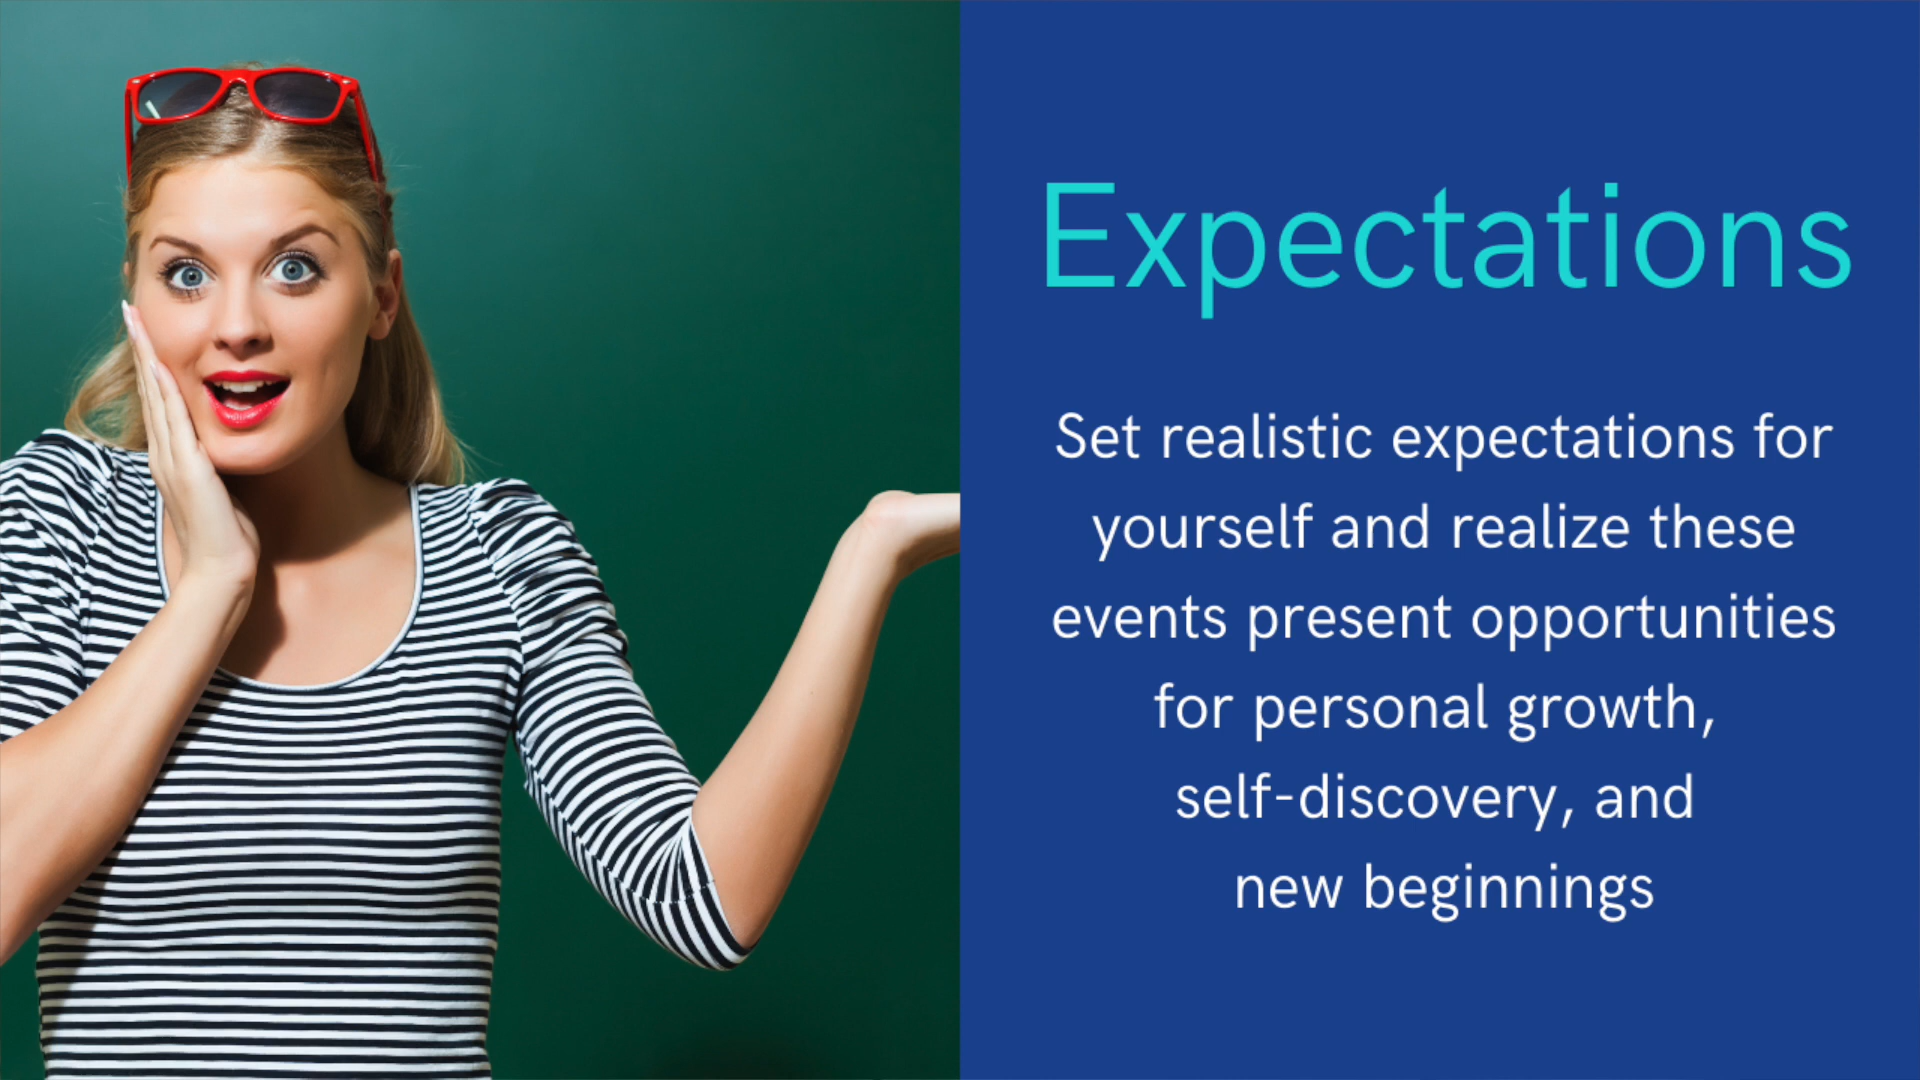 Expectations
Set realistic expectations for
yourself and realize these
events present opportunities
for personal growth,
self-discovery, and
new beginnings